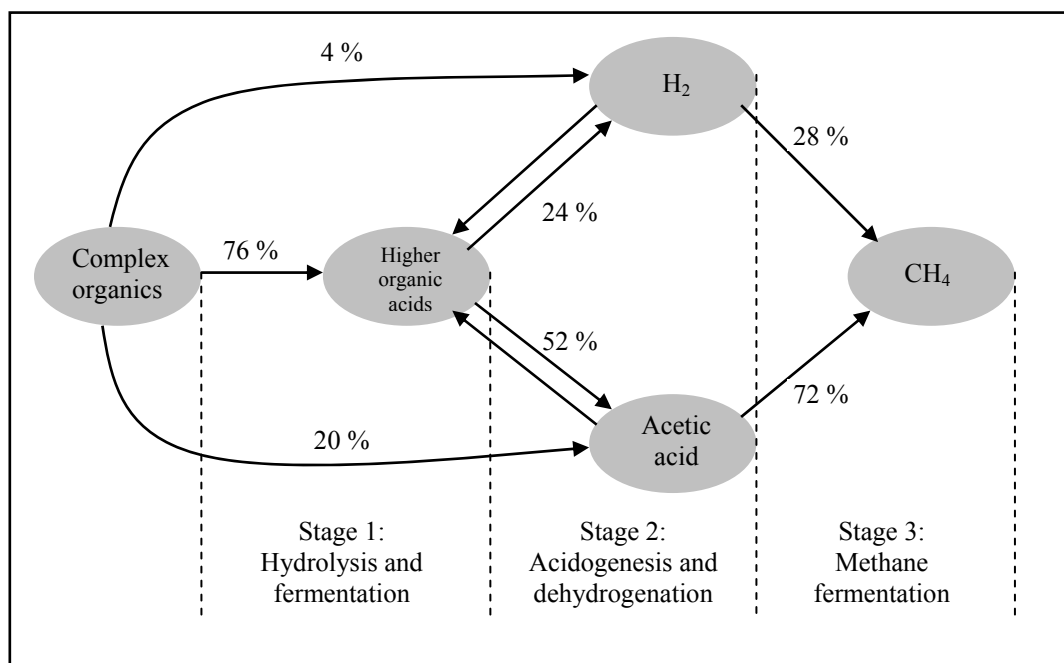 4 %
H₂
28 %
24 %
Complex
organics
76 %
Higher
organic
acids
CH₄
52 %
72 %
Acetic
acid
20 %
Stage 1:
Hydrolysis and
fermentation
Stage 2:
Acidogenesis and
dehydrogenation
Stage 3:
Methane
fermentation